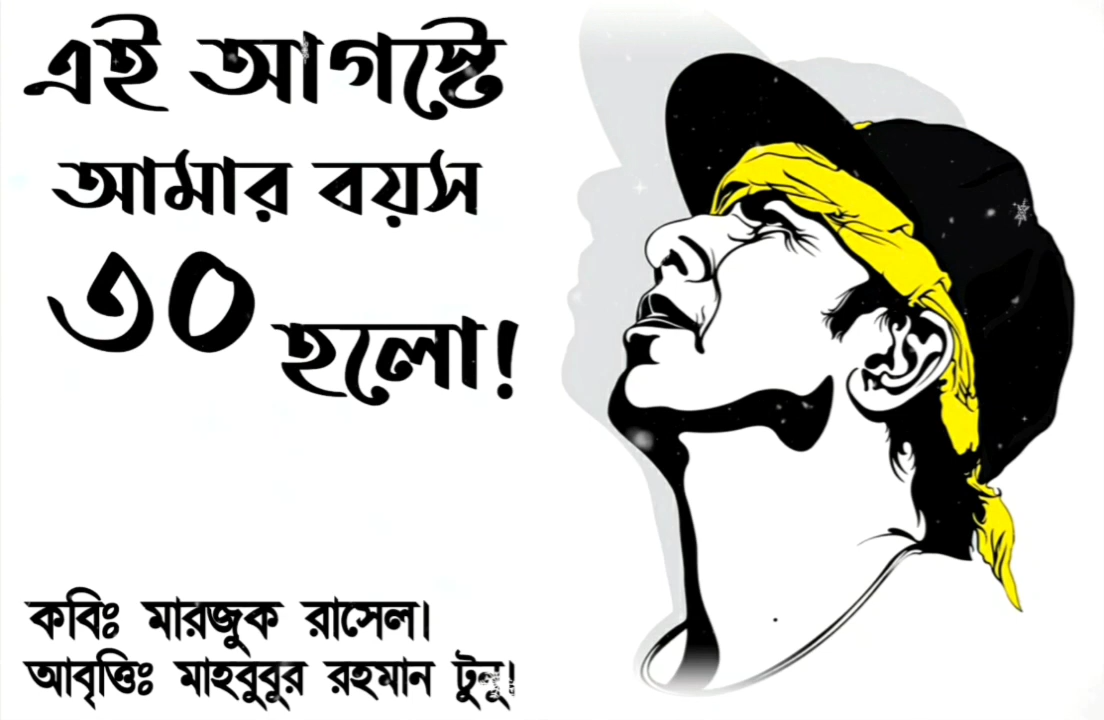 এই আগস্টে
আমার বয়স
৩০ হলো!
কবিঃ মারজুক রাসেল।
আবৃত্তিঃ মাহবুবুর রহমান টুলু।